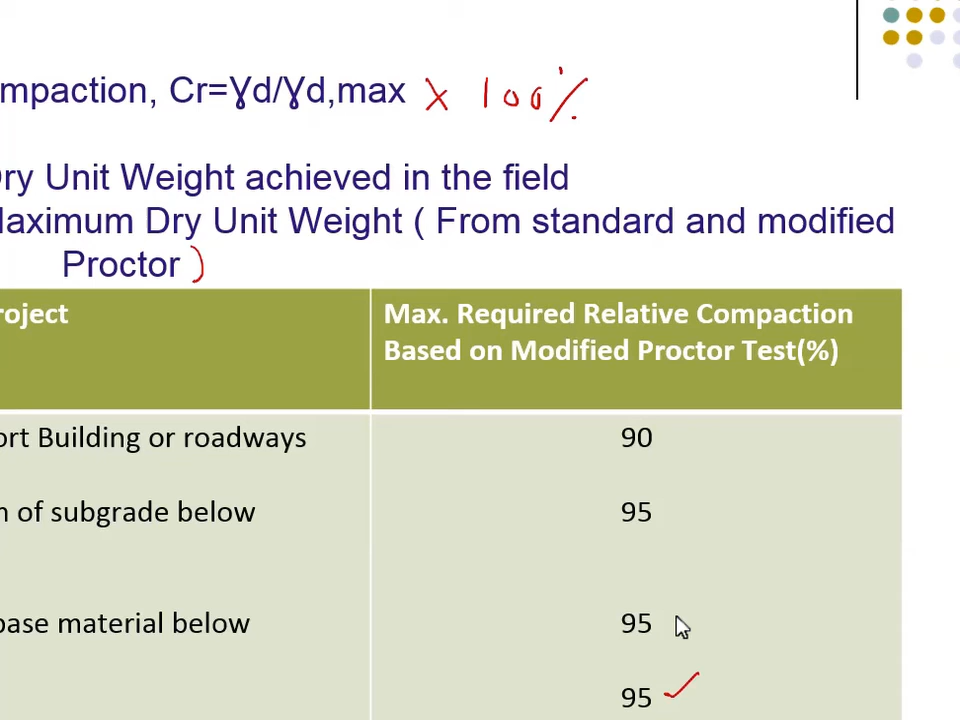 mpaction, Cr=Ɣd/Ɣd,max x 100%
Dry Unit Weight achieved in the field
Maximum Dry Unit Weight ( From standard and modified
Proctor )
roject
Max. Required Relative Compaction
Based on Modified Proctor Test(%)
ort Building or roadways 90
of subgrade below 95
base material below 95
95 ✓